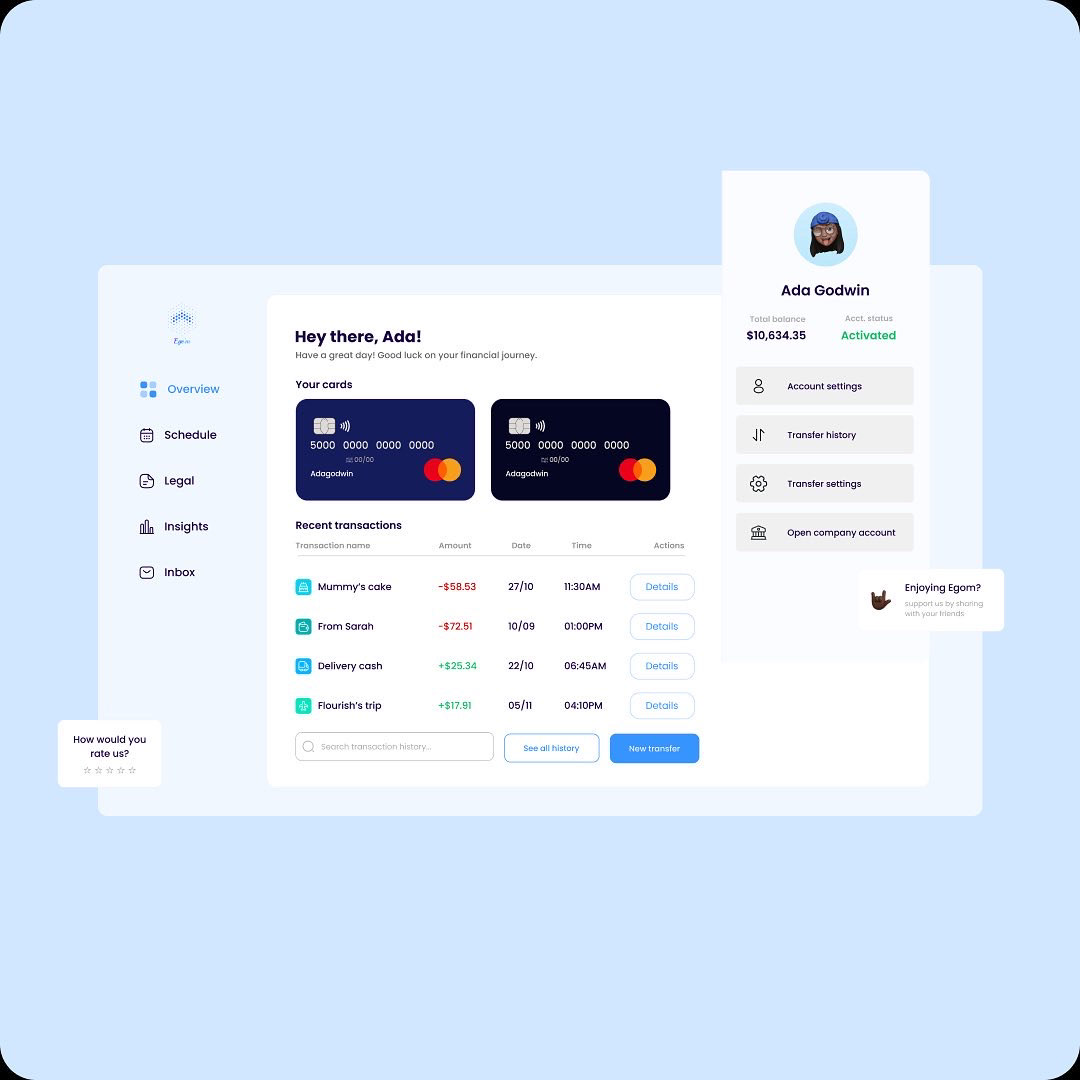 Overview
Schedule
Legal
Insights
Inbox
How would you
rate us?
Hey there, Ada!
Have a great day! Good luck on your financial journey.
Your cards
5000 0000 0000 0000
00/00
Adagodwin
5000 0000 0000 0000
00/00
Adagodwin
Recent transactions
Transaction name Amount Date Time Actions
Mummy's cake -$58.53 27/10 11:30AM Details
From Sarah -$72.51 10/09 01:00PM Details
Delivery cash +$25.34 22/10 06:45AM Details
Flourish's trip +$17.91 05/11 04:10PM Details
Search transaction history... See all history New transfer
Ada Godwin
Total balance Acct. status
$10,634.35 Activated
Account settings
Transfer history
Transfer settings
Open company account
Enjoying Egom?
support us by sharing
with your friends